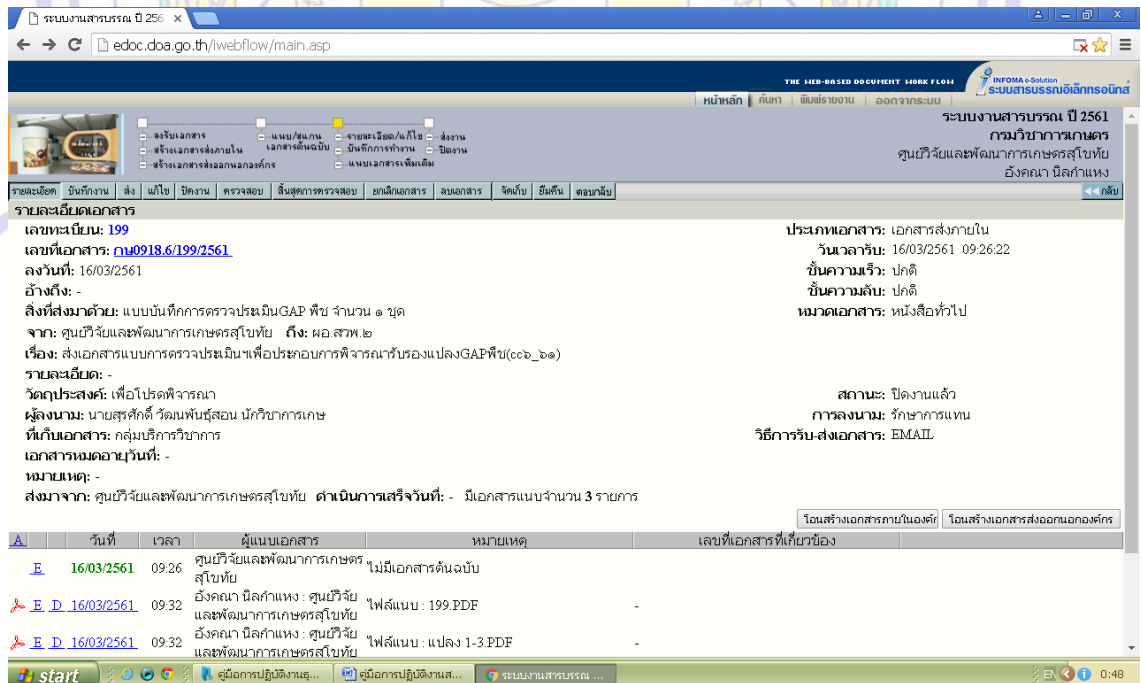 ระบบงานสารบรรณ ปี 256
edoc.doa.go.th/iwebflow/main.asp
THE WEB-BASED DOCUMENT WORK FLOW
INFOMA e-Solution
ระบบสารบรรณอิเล็กทรอนิกส์
หน้าหลัก ค้นหา พิมพ์รายงาน ออกจากระบบ
ระบบงานสารบรรณ ปี 2561
กรมวิชาการเกษตร
ศูนย์วิจัยและพัฒนาการเกษตรสุโขทัย
อังคณา นิลกำแหง
ลงรับเอกสาร แนบ/สแกน รายละเอียด/แก้ไข ส่งงาน
สร้างเอกสารส่งภายใน เอกสารต้นฉบับ บันทึกการทำงาน ปิดงาน
สร้างเอกสารส่งออกนอกองค์กร แนบเอกสารเพิ่มเติม
รายละเอียด บันทึกงาน ส่ง แก้ไข ปิดงาน ตรวจสอบ สิ้นสุดการตรวจสอบ ยกเลิกเอกสาร ลบเอกสาร จัดเก็บ ยืมคืน ตอบกลับ << กลับ
รายละเอียดเอกสาร
เลขทะเบียน: 199 ประเภทเอกสาร: เอกสารส่งภายใน
เลขที่เอกสาร: กษ0918.6/199/2561 วันเวลารับ: 16/03/2561 09:26:22
ลงวันที่: 16/03/2561 ชั้นความเร็ว: ปกติ
อ้างถึง: - ชั้นความลับ: ปกติ
สิ่งที่ส่งมาด้วย: แบบบันทึกการตรวจประเมินGAP พืช จำนวน ๑ ชุด หมวดเอกสาร: หนังสือทั่วไป
จาก: ศูนย์วิจัยและพัฒนาการเกษตรสุโขทัย ถึง: ผอ.สวพ.๒
เรื่อง: ส่งเอกสารแบบการตรวจประเมินฯเพื่อประกอบการพิจารณารับรองแปลงGAPพืช(cc๖_๖๑)
รายละเอียด: -
วัตถุประสงค์: เพื่อโปรดพิจารณา สถานะ: ปิดงานแล้ว
ผู้ลงนาม: นายสุรศักดิ์ วัฒนพันธุ์สอน นักวิชาการเกษ การลงนาม: รักษาการแทน
ที่เก็บเอกสาร: กลุ่มบริการวิชาการ วิธีการรับ-ส่งเอกสาร: EMAIL
เอกสารหมดอายุวันที่: -
หมายเหตุ: -
ส่งมาจาก: ศูนย์วิจัยและพัฒนาการเกษตรสุโขทัย ดำเนินการเสร็จวันที่: - มีเอกสารแนบจำนวน 3 รายการ
โอนสร้างเอกสารภายในองค์ก โอนสร้างเอกสารส่งออกนอกองค์กร
A วันที่ เวลา ผู้แนบเอกสาร หมายเหตุ เลขที่เอกสารที่เกี่ยวข้อง
E 16/03/2561 09:26 ศูนย์วิจัยและพัฒนาการเกษตร ไม่มีเอกสารต้นฉบับ
สุโขทัย
E D 16/03/2561 09:32 อังคณา นิลกำแหง : ศูนย์วิจัย ไฟล์แนบ : 199.PDF -
และพัฒนาการเกษตรสุโขทัย
E D 16/03/2561 09:32 อังคณา นิลกำแหง : ศูนย์วิจัย ไฟล์แนบ : แปลง 1-3.PDF -
และพัฒนาการเกษตรสุโขทัย
start คู่มือการปฏิบัติงานธุ... คู่มือการปฏิบัติงานส... ระบบงานสารบรรณ ... EN 0:48